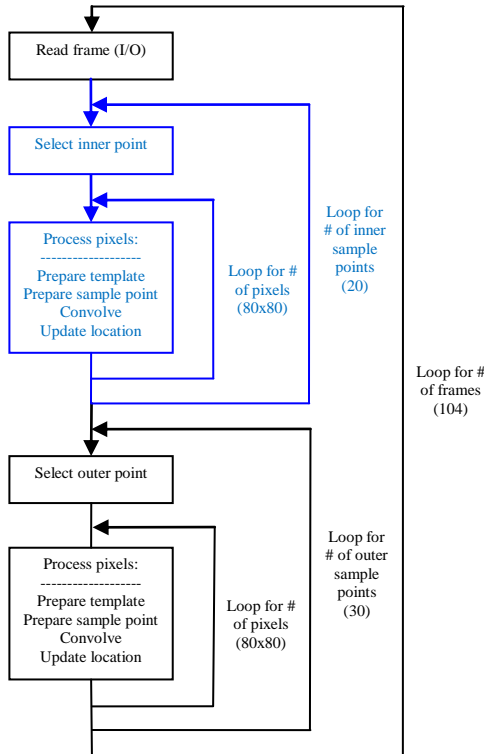 Read frame (I/O)
Select inner point
Process pixels:
-------------------
Prepare template
Prepare sample point
Convolve
Update location
Loop for #
of pixels
(80x80)
Loop for
# of inner
sample
points
(20)
Loop for #
of frames
(104)
Select outer point
Process pixels:
-------------------
Prepare template
Prepare sample point
Convolve
Update location
Loop for #
of pixels
(80x80)
Loop for
# of outer
sample
points
(30)